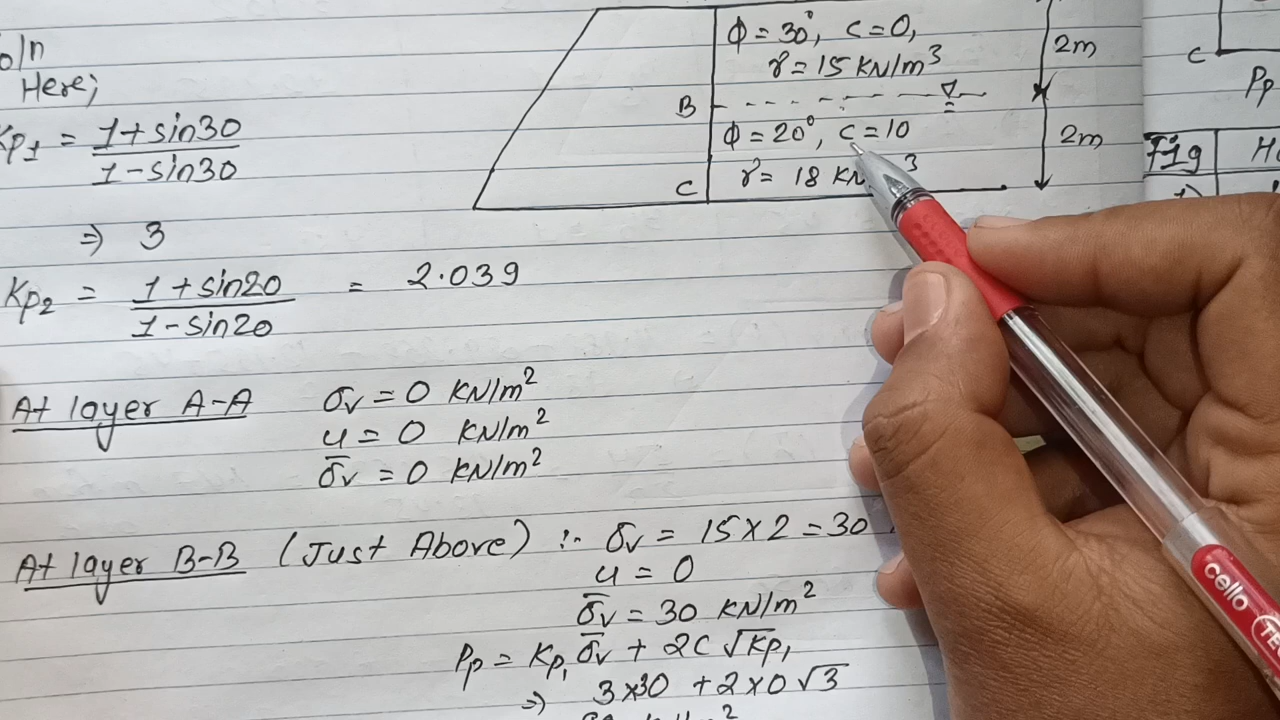 o/n
Here;
Kp1 = 1+sin30 / 1-sin30
⇒ 3
Kp2 = 1+sin20 / 1-sin20 = 2.039
ϕ = 30°, c = 0,
γ = 15 KN/m³
2m
B
ϕ = 20°, c = 10
2m
C
γ = 18 KN
3
At layer A-A
σv = 0 KN/m²
u = 0 KN/m²
σ̅v = 0 KN/m²
At layer B-B (Just Above) :- σv = 15×2 = 30
u = 0
σ̅v = 30 KN/m²
Pp = Kp1 σ̅v + 2C √Kp1
⇒ 3×30 + 2×0√3
C
Pp
Fig
cello